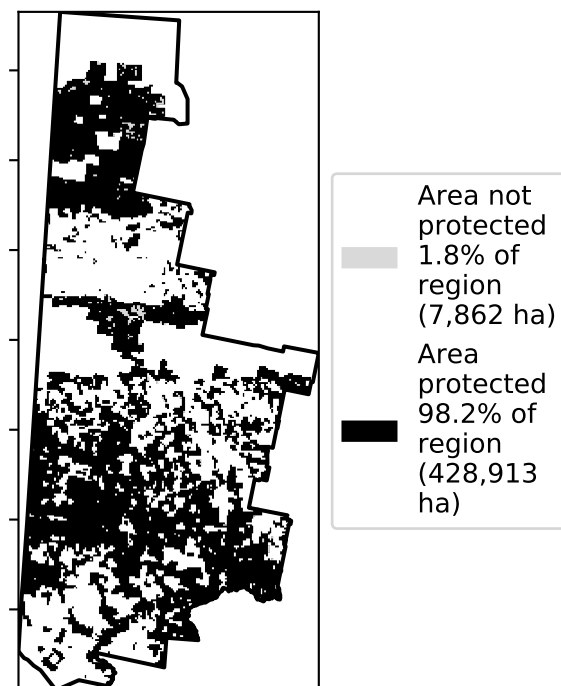 Area not
protected
1.8% of
region
(7,862 ha)
Area
protected
98.2% of
region
(428,913
ha)